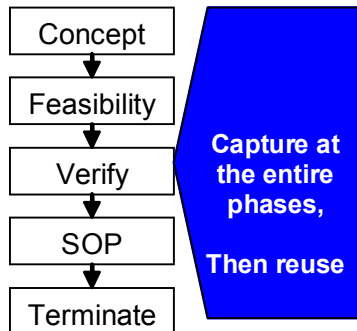 Concept
Feasibility
Verify
SOP
Terminate
Capture at
the entire
phases,
Then reuse